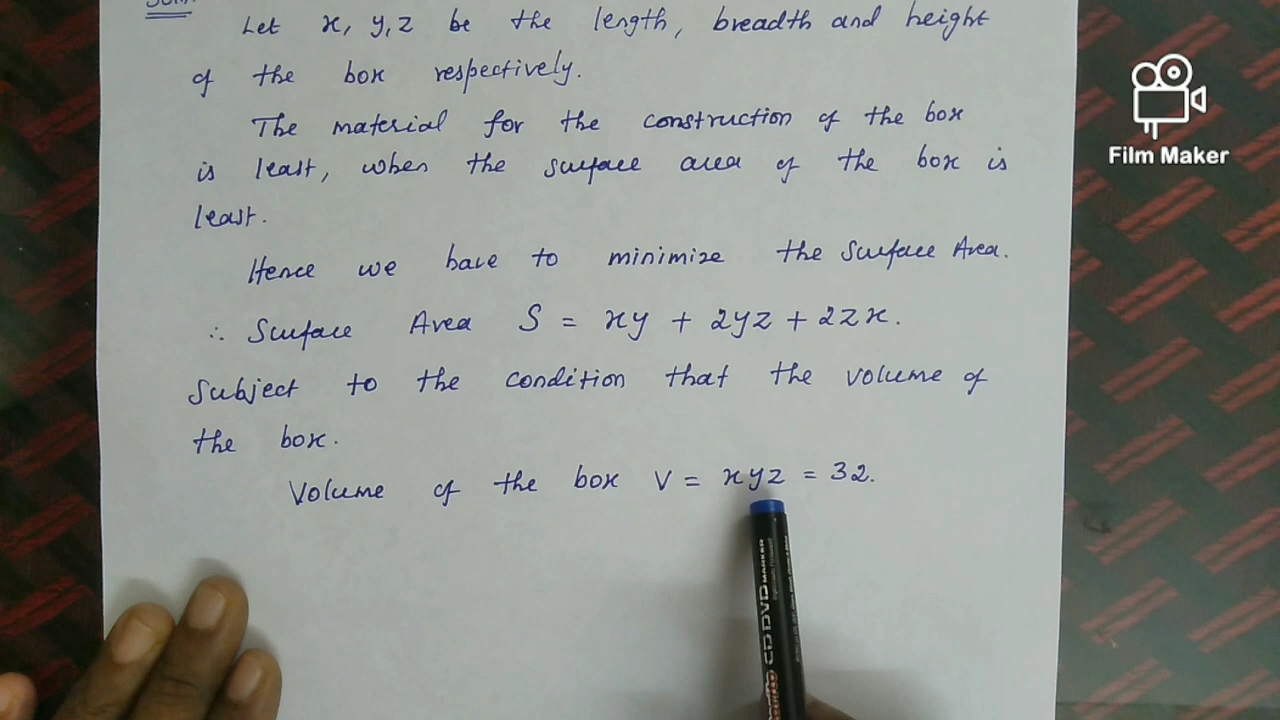 Let x, y, z be the length, breadth and height
of the box respectively.
The material for the construction of the box
is least, when the surface area of the box is
least.
Hence we have to minimize the Surface Area.
∴ Surface Area S = xy + 2yz + 2zx.
Subject to the condition that the volume of
the box.
Volume of the box V = xyz = 32.
Film Maker
CD DVD MARKER